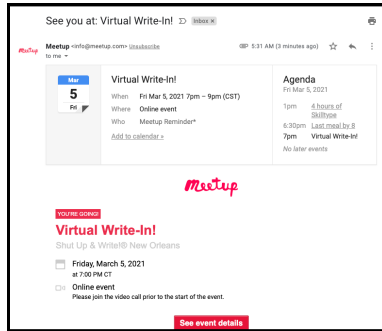 See you at: Virtual Write-In! Inbox ×
Meetup <info@meetup.com> Unsubscribe
5:31 AM (3 minutes ago)
to me
Meetup
Mar
5
Fri
Virtual Write-In!
When Fri Mar 5, 2021 7pm – 9pm (CST)
Where Online event
Who Meetup Reminder*
Add to calendar »
Agenda
Fri Mar 5, 2021
1pm 4 hours of
Skilltype
6:30pm Last meal by 8
7pm Virtual Write-In!
No later events
Meetup
YOU'RE GOING!
Virtual Write-In!
Shut Up & Write!® New Orleans
Friday, March 5, 2021
at 7:00 PM CT
Online event
Please join the video call prior to the start of the event.
See event details